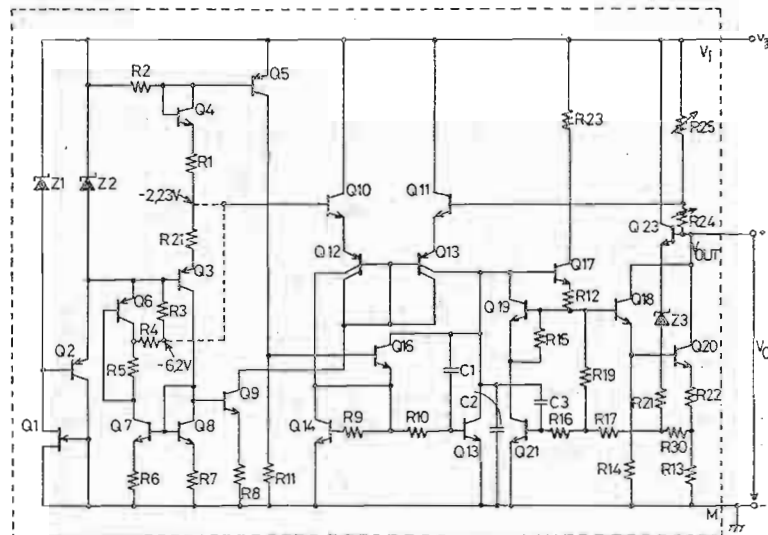 V1
R2
Q5
Q4
R1
R23
R25
Z1
Z2
-2,23V
Q10
Q11
R24
R21
Q23
VOUT
Q3
Q12
Q13
Q17
Q6
R3
R12
Q18
Q19
R4
Q2
R5
-6,2V
Q16
R15
Z3
Q20
V0
C1
R19
Q9
C2
C3
R21
R22
Q1
Q7
Q8
Q14
R9
R10
R16
R17
R30
Q13
Q21
R14
R13
R6
R7
R8
R11
M